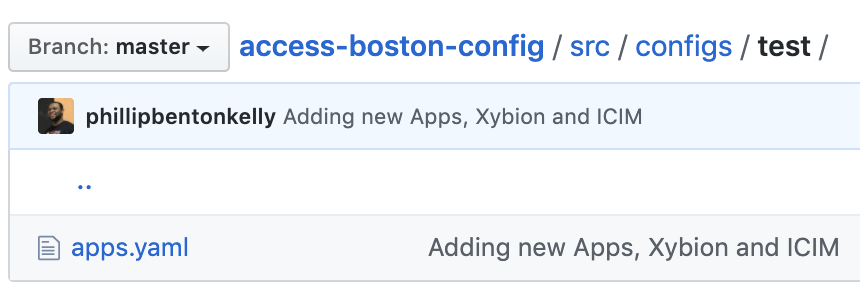 Branch: master access-boston-config / src / configs / test /
phillipbentonkelly Adding new Apps, Xybion and ICIM
..
apps.yaml Adding new Apps, Xybion and ICIM